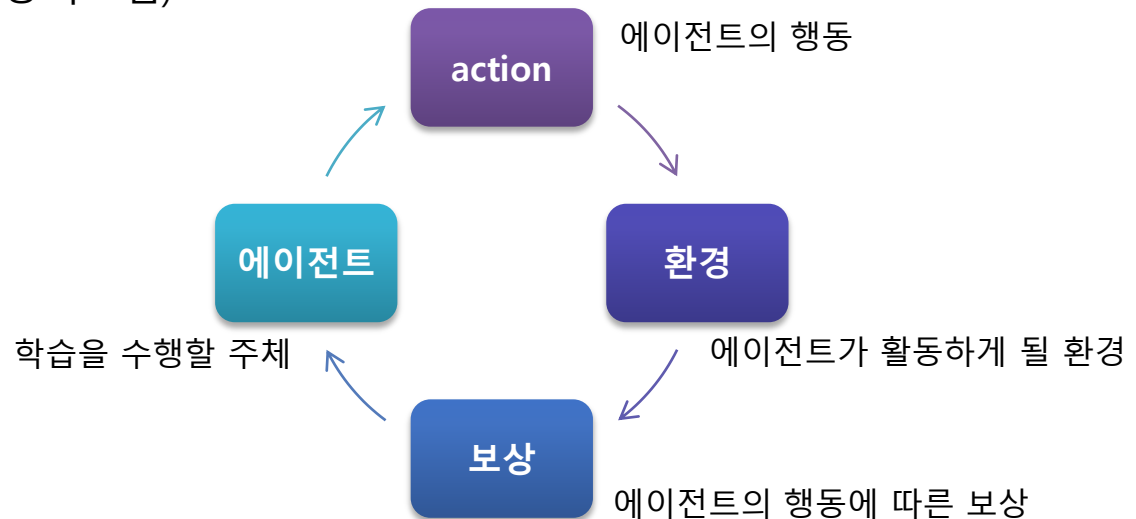 에이전트의 행동
action
에이전트
환경
학습을 수행할 주체
에이전트가 활동하게 될 환경
보상
에이전트의 행동에 따른 보상